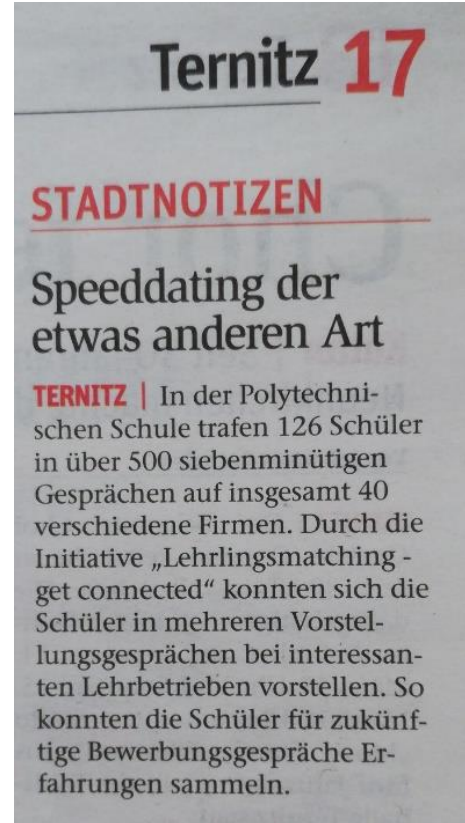 Ternitz 17
STADTNOTIZEN
Speeddating der
etwas anderen Art
TERNITZ | In der Polytechni-
schen Schule trafen 126 Schüler
in über 500 siebenminütigen
Gesprächen auf insgesamt 40
verschiedene Firmen. Durch die
Initiative „Lehrlingsmatching -
get connected“ konnten sich die
Schüler in mehreren Vorstel-
lungsgesprächen bei interessan-
ten Lehrbetrieben vorstellen. So
konnten die Schüler für zukünf-
tige Bewerbungsgespräche Er-
fahrungen sammeln.